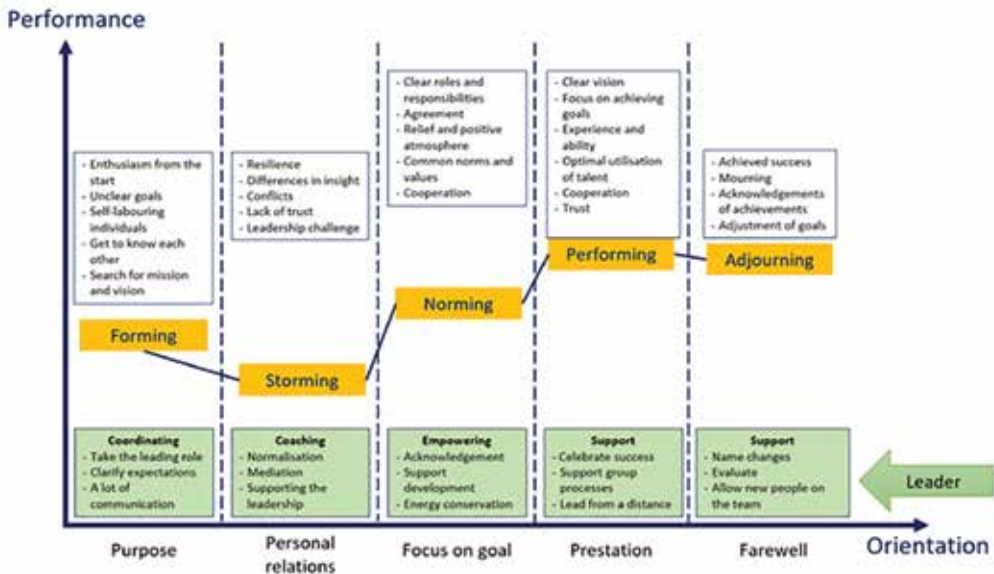 Performance
- Enthusiasm from the
start
- Unclear goals
- Self-labouring
individuals
- Get to know each
other
- Search for mission
and vision
- Resilience
- Differences in insight
- Conflicts
- Lack of trust
- Leadership challenge
- Clear roles and
responsibilities
- Agreement
- Relief and positive
atmosphere
- Common norms and
values
- Cooperation
- Clear vision
- Focus on achieving
goals
- Experience and
ability
- Optimal utilisation
of talent
- Cooperation
- Trust
- Achieved success
- Mourning
- Acknowledgements
of achievements
- Adjustment of goals
Forming
Storming
Norming
Performing
Adjourning
Coordinating
- Take the leading role
- Clarify expectations
- A lot of
communication
Coaching
- Normalisation
- Mediation
- Supporting the
leadership
Empowering
- Acknowledgement
- Support
development
- Energy conservation
Support
- Celebrate success
- Support group
processes
- Lead from a distance
Support
- Name changes
- Evaluate
- Allow new people on
the team
Leader
Purpose
Personal
relations
Focus on goal
Prestation
Farewell
Orientation